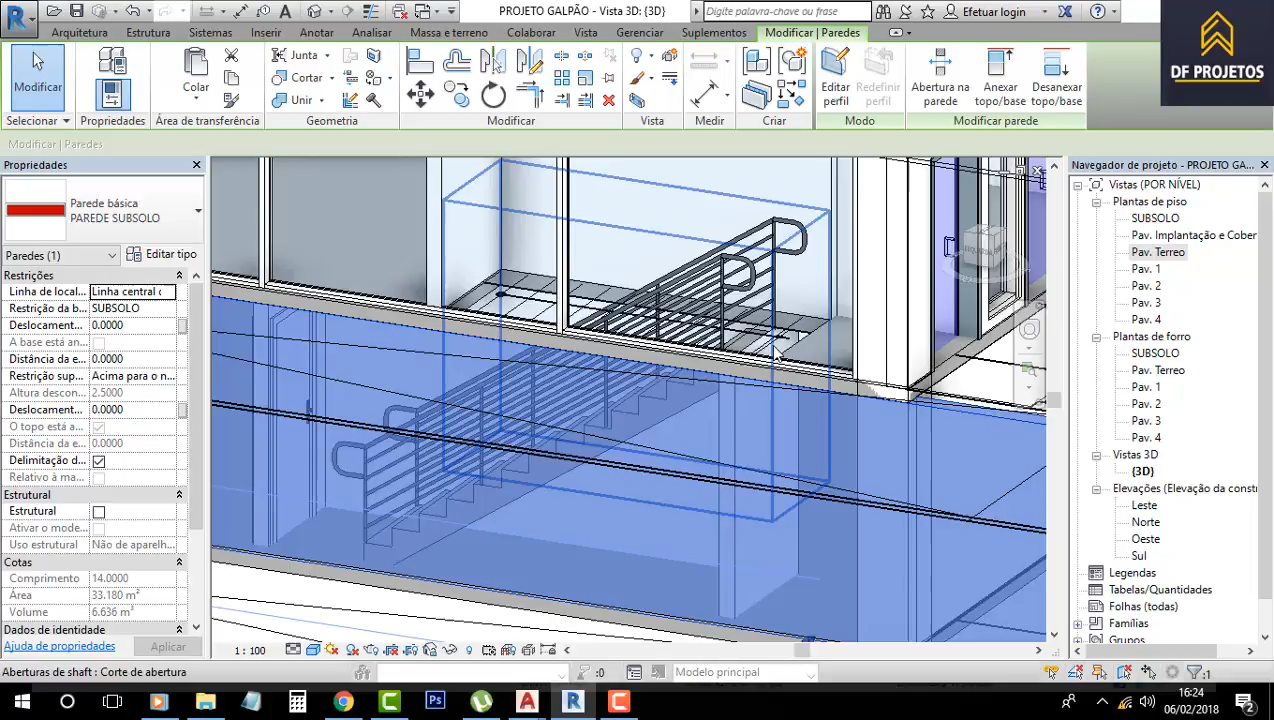 PROJETO GALPÃO - Vista 3D: {3D}
Digite palavra-chave ou frase
Efetuar login
Arquitetura Estrutura Sistemas Inserir Anotar Analisar Massa e terreno Colaborar Vista Gerenciar Suplementos Modificar | Paredes
DF PROJETOS
Modificar
Colar
Junta
Cortar
Unir
Editar perfil
Redefinir perfil
Abertura na parede
Anexar topo/base
Desanexar topo/base
Selecionar Propriedades Área de transferência Geometria Modificar Vista Medir Criar Modo Modificar parede
Modificar | Paredes
Propriedades
Parede básica
PAREDE SUBSOLO
Paredes (1)
Editar tipo
Restrições
Linha de local... Linha central c
Restrição da b... SUBSOLO
Deslocament... 0.0000
A base está an...
Distância da e... 0.0000
Restrição sup... Acima para o n...
Altura descon... 2.5000
Deslocament... 0.0000
O topo está a...
Distância da e... 0.0000
Delimitação d...
Relativo à ma...
Estrutural
Estrutural
Ativar o mode...
Uso estrutural Não de aparelh...
Cotas
Comprimento 14.0000
Área 33.180 m²
Volume 6.636 m³
Dados de identidade
Ajuda de propriedades
Aplicar
Navegador de projeto - PROJETO GA...
Vistas (POR NÍVEL)
Plantas de piso
SUBSOLO
Pav. Implantação e Cober
Pav. Terreo
Pav. 1
Pav. 2
Pav. 3
Pav. 4
Plantas de forro
SUBSOLO
Pav. Terreo
Pav. 1
Pav. 2
Pav. 3
Pav. 4
Vistas 3D
{3D}
Elevações (Elevação da constr
Leste
Norte
Oeste
Sul
Legendas
Tabelas/Quantidades
Folhas (todas)
Famílias
Grupos
1 : 100
Aberturas de shaft : Corte de abertura
:0
Modelo principal
:1
16:24
06/02/2018